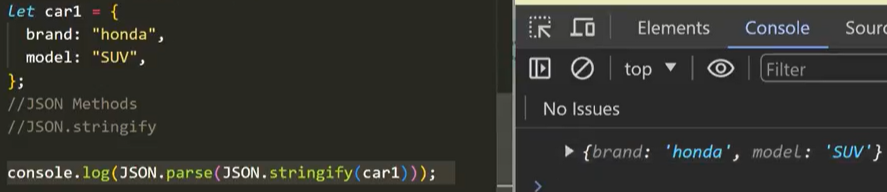 let car1 = {
brand: "honda",
model: "SUV",
};
//JSON Methods
//JSON.stringify
console.log(JSON.parse(JSON.stringify(car1)));
Elements Console Sour
top ▼ Filter
No Issues
▶ {brand: 'honda', model: 'SUV'}
>